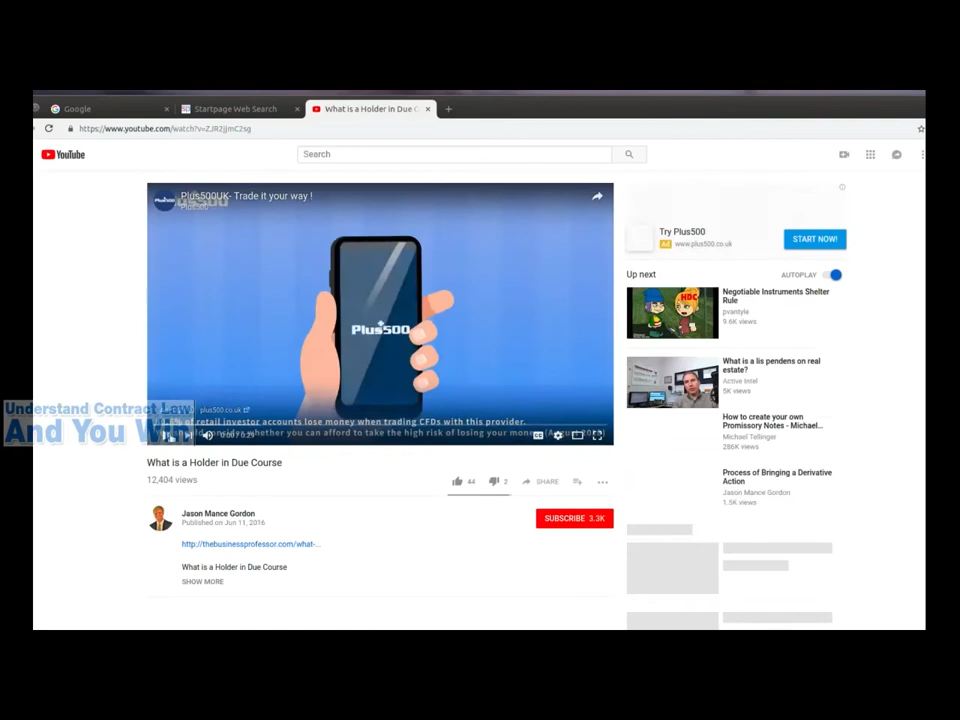 Google
Startpage Web Search
What is a Holder in Due C
https://www.youtube.com/watch?v=ZJR2jjmC2sg
YouTube
Search
Plus500UK- Trade it your way !
Plus500
Plus500
plus500.co.uk
of retail investor accounts lose money when trading CFDs with this provider.
consider whether you can afford to take the high risk of losing your money
Understand Contract Law
And You Win
What is a Holder in Due Course
12,404 views
44
2
SHARE
Jason Mance Gordon
Published on Jun 11, 2016
SUBSCRIBE 3.3K
http://thebusinessprofessor.com/what-...
What is a Holder in Due Course
SHOW MORE
Try Plus500
Ad www.plus500.co.uk
START NOW!
Up next
AUTOPLAY
HDC
Negotiable Instruments Shelter
Rule
pvantyle
9.6K views
What is a lis pendens on real
estate?
Active Intel
5K views
How to create your own
Promissory Notes - Michael...
Michael Tellinger
286K views
Process of Bringing a Derivative
Action
Jason Mance Gordon
1.5K views